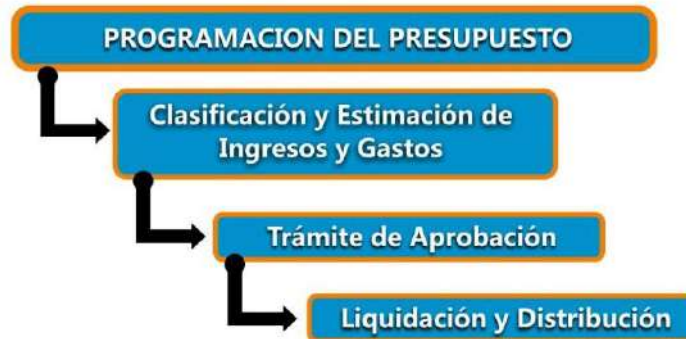 PROGRAMACION DEL PRESUPUESTO
Clasificación y Estimación de
Ingresos y Gastos
Trámite de Aprobación
Liquidación y Distribución